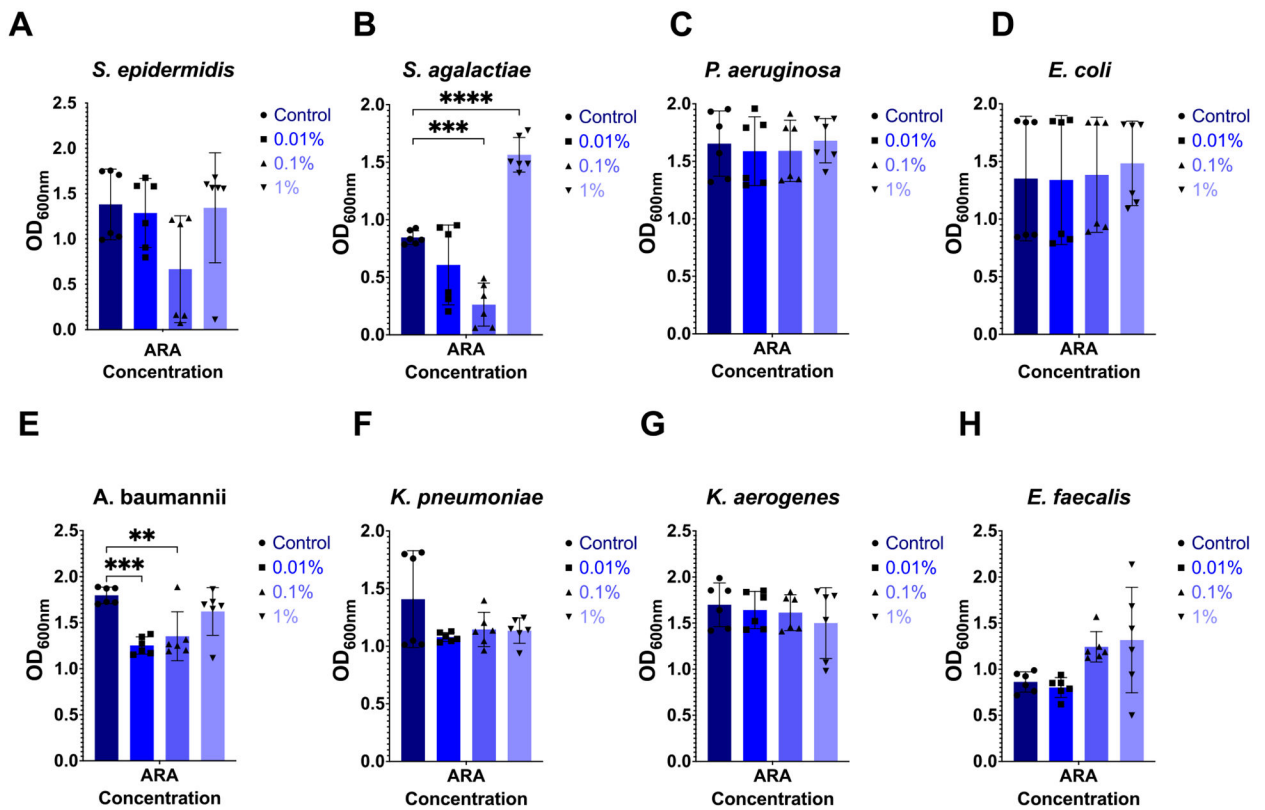 A
S. epidermidis
OD600nm
2.5
2.0
1.5
1.0
0.5
0.0
ARA
Concentration
Control
0.01%
0.1%
1%
B
S. agalactiae
OD600nm
2.0
1.5
1.0
0.5
0.0
****
***
ARA
Concentration
Control
0.01%
0.1%
1%
C
P. aeruginosa
OD600nm
2.0
1.5
1.0
0.5
0.0
ARA
Concentration
Control
0.01%
0.1%
1%
D
E. coli
OD600nm
2.0
1.5
1.0
0.5
0.0
ARA
Concentration
Control
0.01%
0.1%
1%
E
A. baumannii
OD600nm
2.5
2.0
1.5
1.0
0.5
0.0
**
***
ARA
Concentration
Control
0.01%
0.1%
1%
F
K. pneumoniae
OD600nm
2.0
1.5
1.0
0.5
0.0
ARA
Concentration
Control
0.01%
0.1%
1%
G
K. aerogenes
OD600nm
2.5
2.0
1.5
1.0
0.5
0.0
ARA
Concentration
Control
0.01%
0.1%
1%
H
E. faecalis
OD600nm
2.5
2.0
1.5
1.0
0.5
0.0
ARA
Concentration
Control
0.01%
0.1%
1%